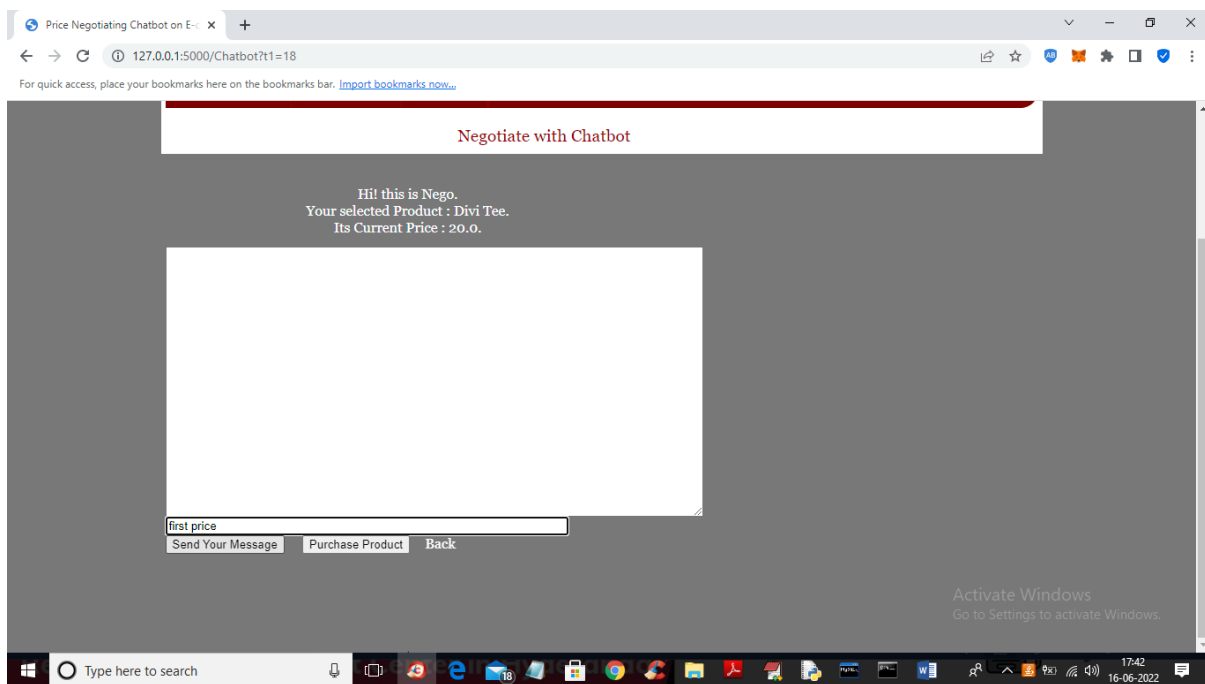 Price Negotiating Chatbot on E-c
127.0.0.1:5000/Chatbot?t1=18
AB
For quick access, place your bookmarks here on the bookmarks bar. Import bookmarks now...
Negotiate with Chatbot
Hi! this is Nego.
Your selected Product : Divi Tee.
Its Current Price : 20.0.
first price
Send Your Message Purchase Product Back
Activate Windows
Go to Settings to activate Windows.
Type here to search
18
17:42
16-06-2022